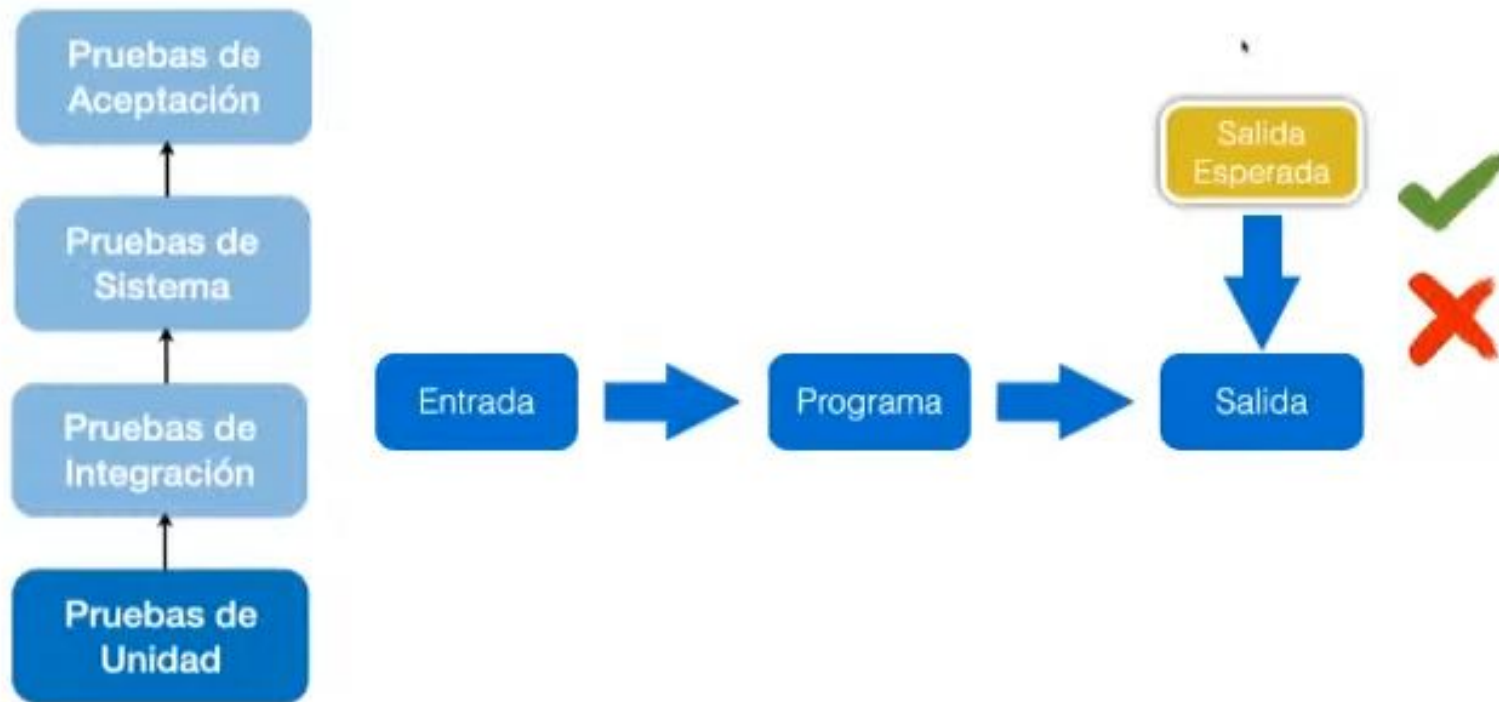 Pruebas de
Aceptación
Pruebas de
Sistema
Pruebas de
Integración
Pruebas de
Unidad
Entrada
Programa
Salida
Esperada
Salida